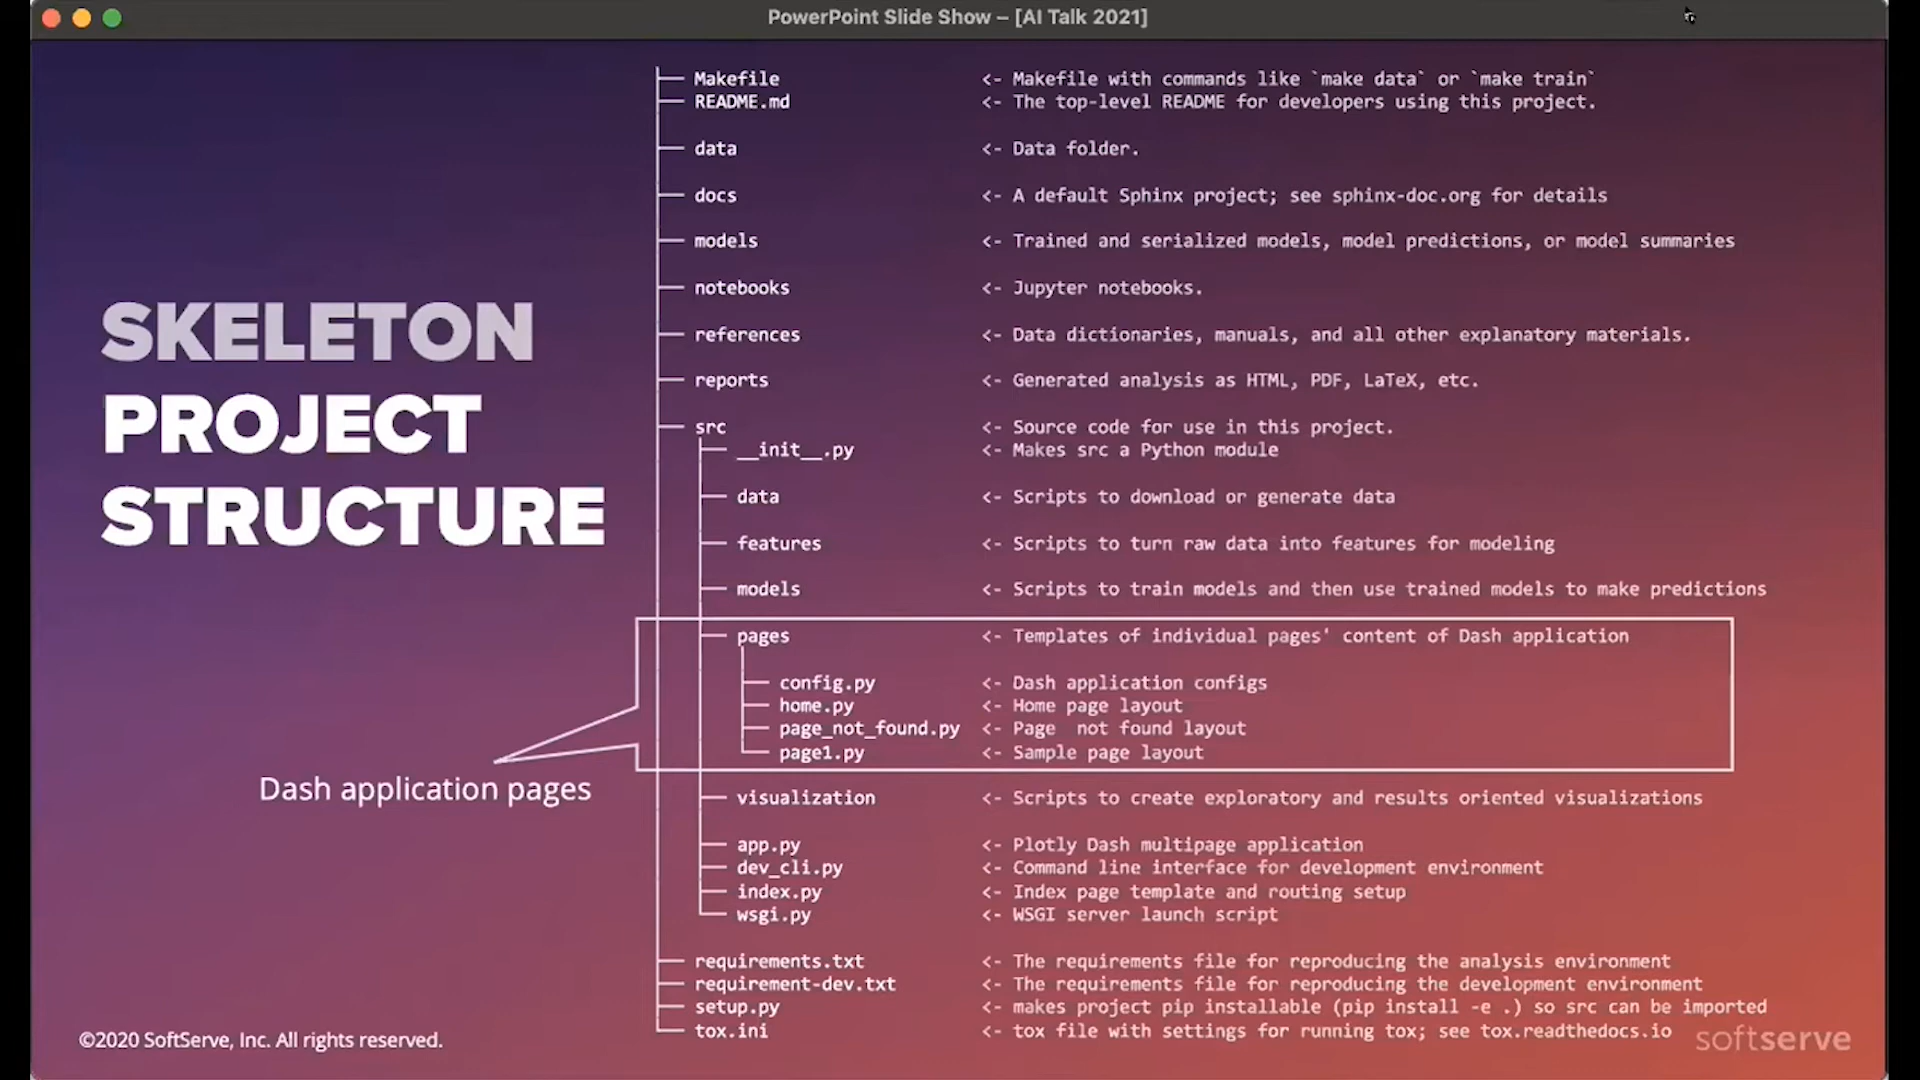 PowerPoint Slide Show – [AI Talk 2021]
SKELETON
PROJECT
STRUCTURE
Makefile <- Makefile with commands like `make data` or `make train`
README.md <- The top-level README for developers using this project.
data <- Data folder.
docs <- A default Sphinx project; see sphinx-doc.org for details
models <- Trained and serialized models, model predictions, or model summaries
notebooks <- Jupyter notebooks.
references <- Data dictionaries, manuals, and all other explanatory materials.
reports <- Generated analysis as HTML, PDF, LaTeX, etc.
src <- Source code for use in this project.
__init__.py <- Makes src a Python module
data <- Scripts to download or generate data
features <- Scripts to turn raw data into features for modeling
models <- Scripts to train models and then use trained models to make predictions
pages <- Templates of individual pages' content of Dash application
config.py <- Dash application configs
home.py <- Home page layout
page_not_found.py <- Page  not found layout
page1.py <- Sample page layout
Dash application pages
visualization <- Scripts to create exploratory and results oriented visualizations
app.py <- Plotly Dash multipage application
dev_cli.py <- Command line interface for development environment
index.py <- Index page template and routing setup
wsgi.py <- WSGI server launch script
requirements.txt <- The requirements file for reproducing the analysis environment
requirement-dev.txt <- The requirements file for reproducing the development environment
setup.py <- makes project pip installable (pip install -e .) so src can be imported
tox.ini <- tox file with settings for running tox; see tox.readthedocs.io
©2020 SoftServe, Inc. All rights reserved.
softserve